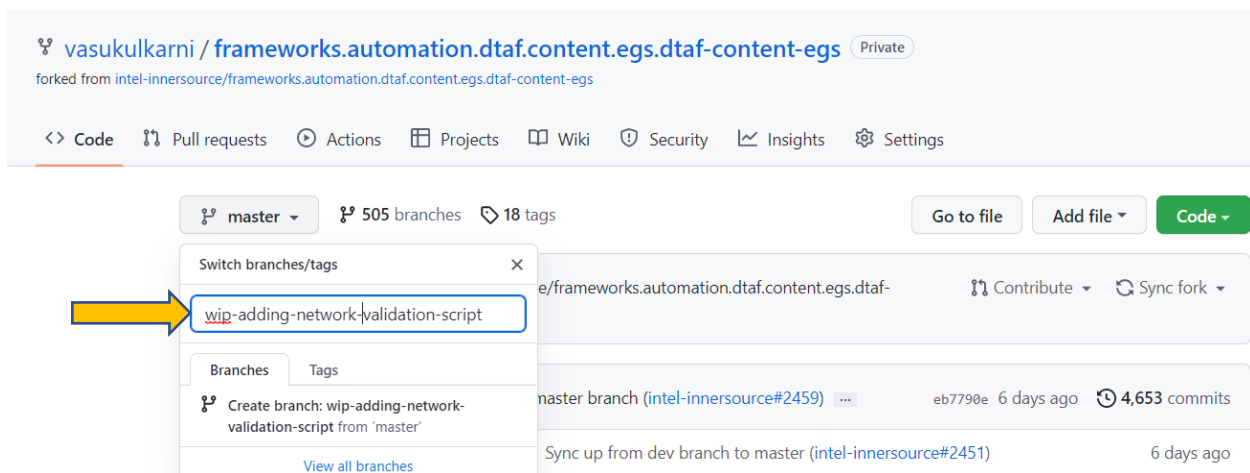 vasukulkarni / frameworks.automation.dtaf.content.egs.dtaf-content-egs Private
forked from intel-innersource/frameworks.automation.dtaf.content.egs.dtaf-content-egs
Code Pull requests Actions Projects Wiki Security Insights Settings
master 505 branches 18 tags Go to file Add file Code
Switch branches/tags
e/frameworks.automation.dtaf.content.egs.dtaf- Contribute Sync fork
wip-adding-network-validation-script
Branches Tags
master branch (intel-innersource#2459) ... eb7790e 6 days ago 4,653 commits
Create branch: wip-adding-network-
validation-script from 'master'
Sync up from dev branch to master (intel-innersource#2451) 6 days ago
View all branches